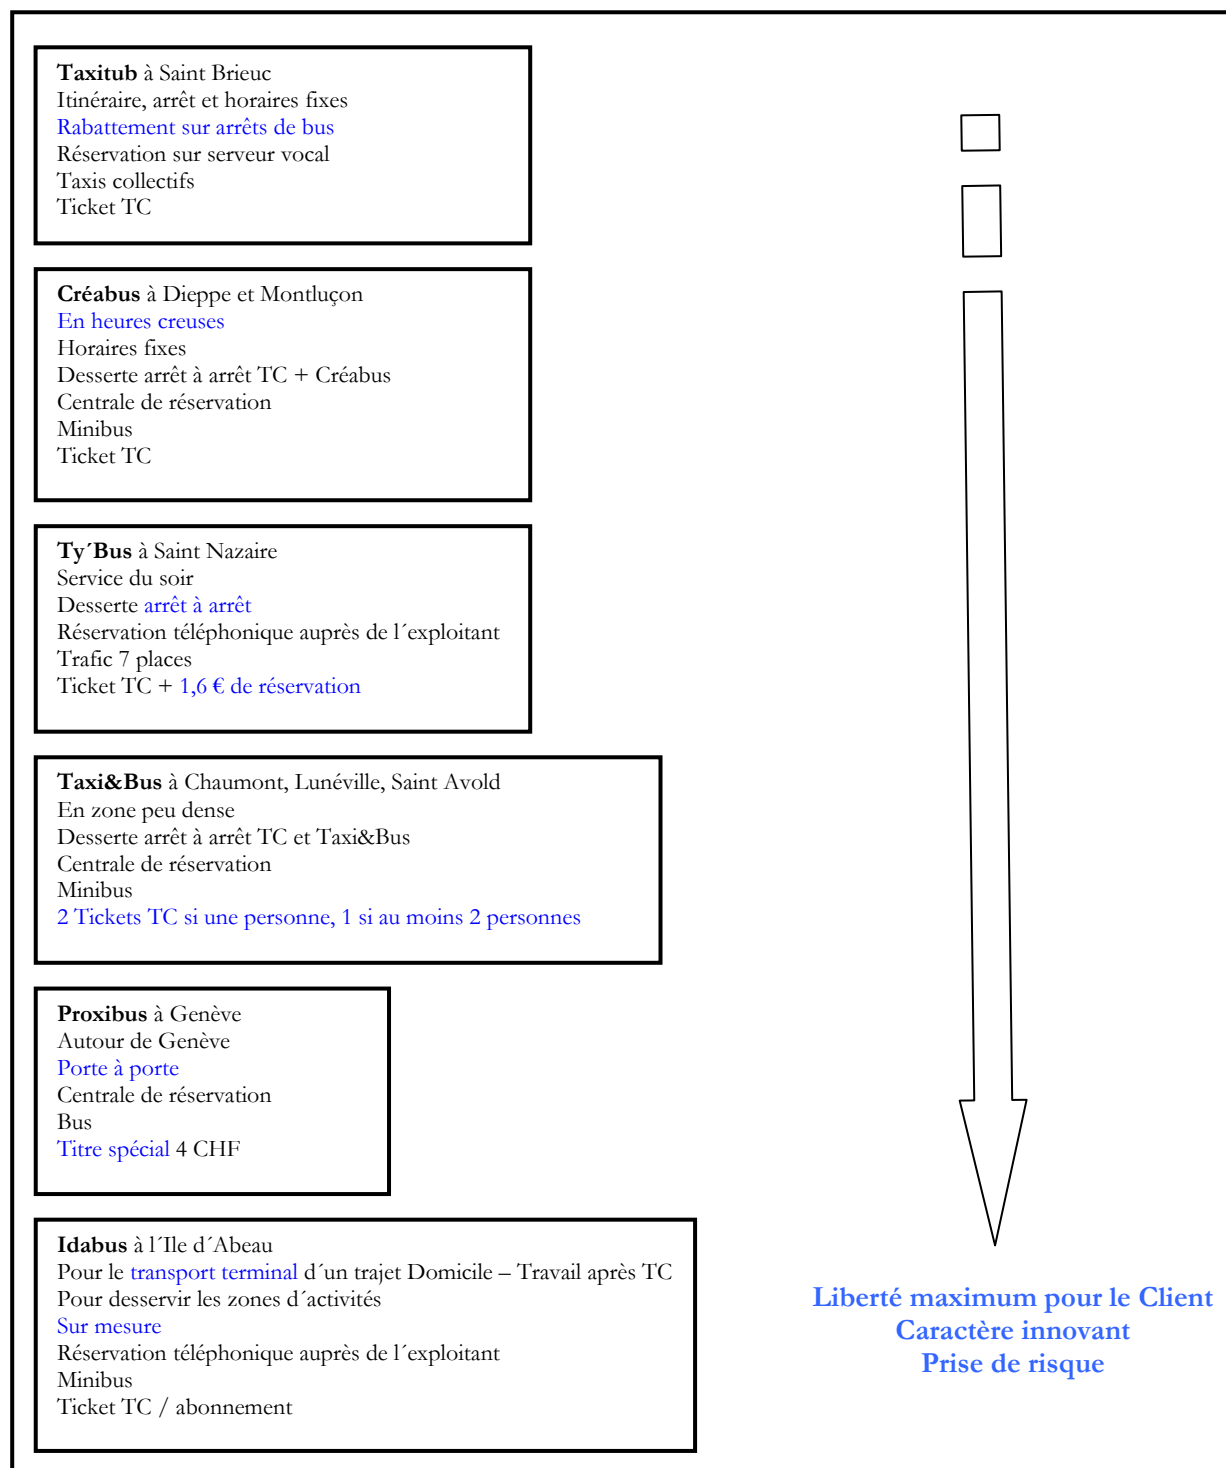 Taxitub à Saint Brieuc
Itinéraire, arrêt et horaires fixes
Rabattement sur arrêts de bus
Réservation sur serveur vocal
Taxis collectifs
Ticket TC
Créabus à Dieppe et Montluçon
En heures creuses
Horaires fixes
Desserte arrêt à arrêt TC + Créabus
Centrale de réservation
Minibus
Ticket TC
Ty´Bus à Saint Nazaire
Service du soir
Desserte arrêt à arrêt
Réservation téléphonique auprès de l´exploitant
Trafic 7 places
Ticket TC + 1,6 € de réservation
Taxi&Bus à Chaumont, Lunéville, Saint Avold
En zone peu dense
Desserte arrêt à arrêt TC et Taxi&Bus
Centrale de réservation
Minibus
2 Tickets TC si une personne, 1 si au moins 2 personnes
Proxibus à Genève
Autour de Genève
Porte à porte
Centrale de réservation
Bus
Titre spécial 4 CHF
Idabus à l´Ile d´Abeau
Pour le transport terminal d´un trajet Domicile – Travail après TC
Pour desservir les zones d´activités
Sur mesure
Réservation téléphonique auprès de l´exploitant
Minibus
Ticket TC / abonnement
Liberté maximum pour le Client
Caractère innovant
Prise de risque